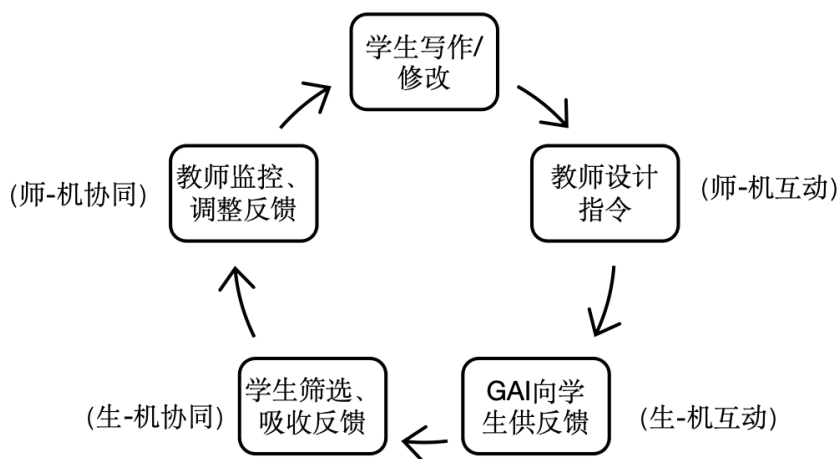 学生写作/
修改
教师设计
指令
(师-机互动)
GAI向学
生供反馈
(生-机互动)
学生筛选、
吸收反馈
(生-机协同)
教师监控、
调整反馈
(师-机协同)